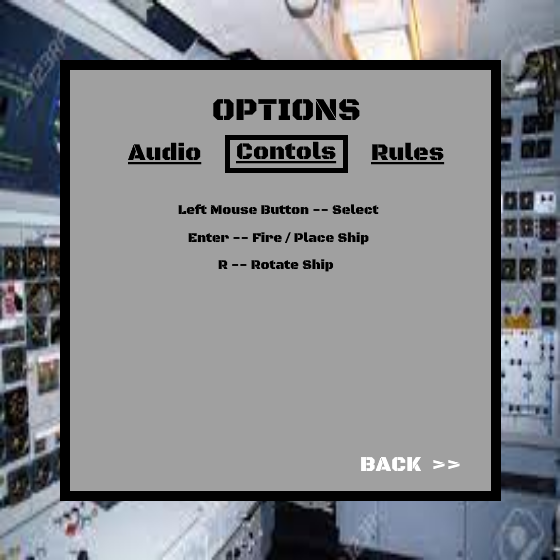 OPTIONS
Audio Contols Rules
Left Mouse Button -- Select
Enter -- Fire / Place Ship
R -- Rotate Ship
BACK >>